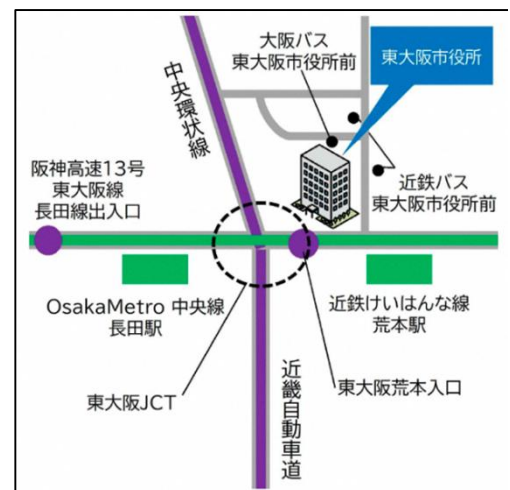 大阪バス
東大阪市役所前
東大阪市役所
中央環状線
阪神高速13号
東大阪線
長田線出入口
近鉄バス
東大阪市役所前
OsakaMetro 中央線
長田駅
近鉄けいはんな線
荒本駅
東大阪JCT
近畿自動車道
東大阪荒本入口